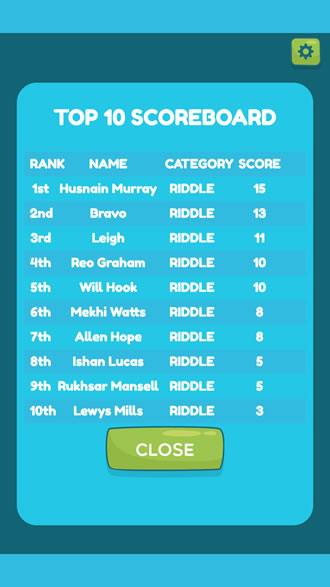 TOP 10 SCOREBOARD
RANK NAME CATEGORY SCORE
1st Husnain Murray RIDDLE 15
2nd Bravo RIDDLE 13
3rd Leigh RIDDLE 11
4th Reo Graham RIDDLE 10
5th Will Hook RIDDLE 10
6th Mekhi Watts RIDDLE 8
7th Allen Hope RIDDLE 8
8th Ishan Lucas RIDDLE 5
9th Rukhsar Mansell RIDDLE 5
10th Lewys Mills RIDDLE 3
CLOSE